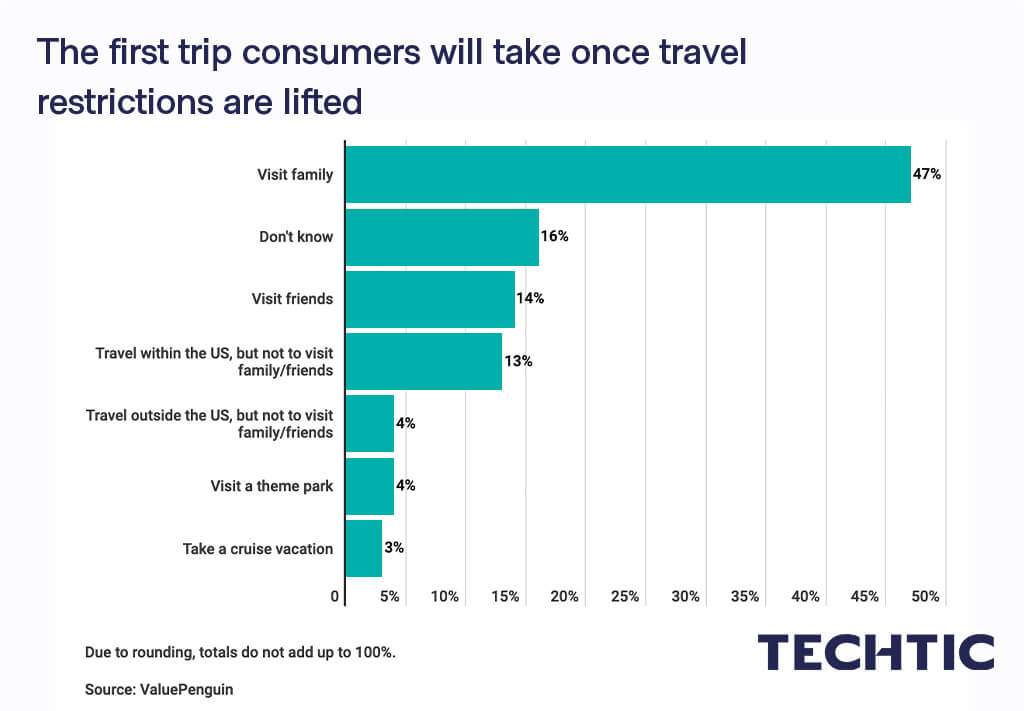 The first trip consumers will take once travel
restrictions are lifted
Visit family
47%
Don't know
16%
Visit friends
14%
Travel within the US, but not to visit
family/friends
13%
Travel outside the US, but not to visit
family/friends
4%
Visit a theme park
4%
Take a cruise vacation
3%
0 5% 10% 15% 20% 25% 30% 35% 40% 45% 50%
Due to rounding, totals do not add up to 100%.
Source: ValuePenguin
TECHTIC